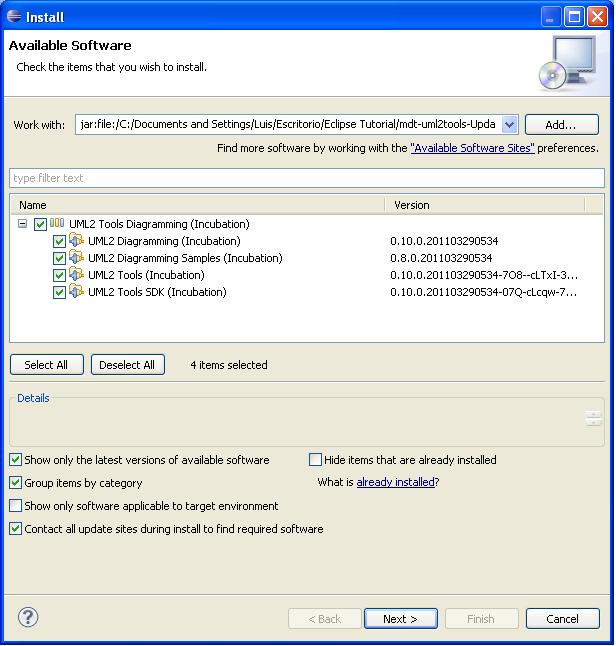 Install
Available Software
Check the items that you wish to install.
Work with: jar:file:/C:/Documents and Settings/Luis/Escritorio/Eclipse Tutorial/mdt-uml2tools-Upda Add...
Find more software by working with the "Available Software Sites" preferences.
type filter text
Name Version
UML2 Tools Diagramming (Incubation)
UML2 Diagramming (Incubation) 0.10.0.201103290534
UML2 Diagramming Samples (Incubation) 0.8.0.201103290534
UML2 Tools (Incubation) 0.10.0.201103290534-7O8--cLTxI-3...
UML2 Tools SDK (Incubation) 0.10.0.201103290534-07Q-cLcqw-7...
Select All Deselect All 4 items selected
Details
Show only the latest versions of available software Hide items that are already installed
Group items by category What is already installed?
Show only software applicable to target environment
Contact all update sites during install to find required software
? < Back Next > Finish Cancel